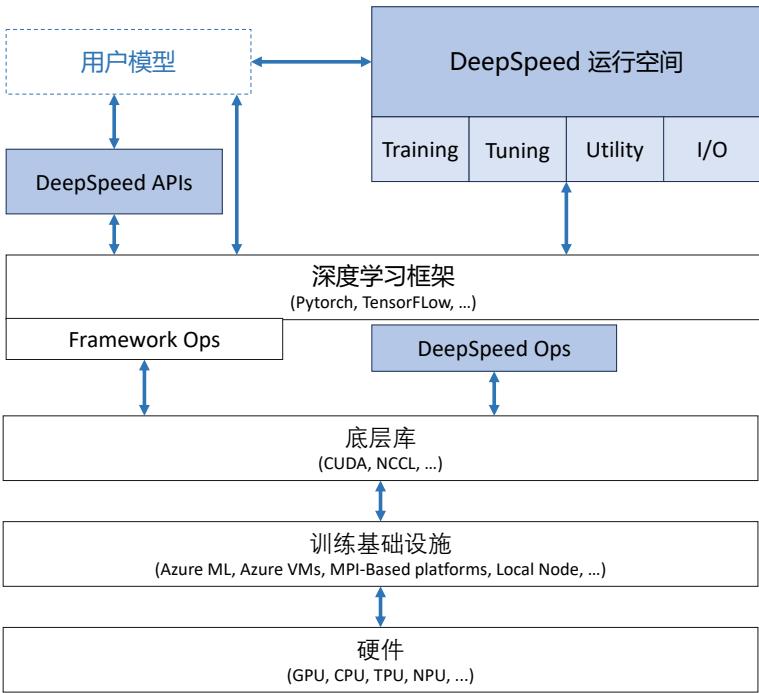 用户模型
DeepSpeed 运行空间
Training
Tuning
Utility
I/O
DeepSpeed APIs
深度学习框架
(Pytorch, TensorFLow, …)
Framework Ops
DeepSpeed Ops
底层库
(CUDA, NCCL, …)
训练基础设施
(Azure ML, Azure VMs, MPI-Based platforms, Local Node, …)
硬件
(GPU, CPU, TPU, NPU, ...)